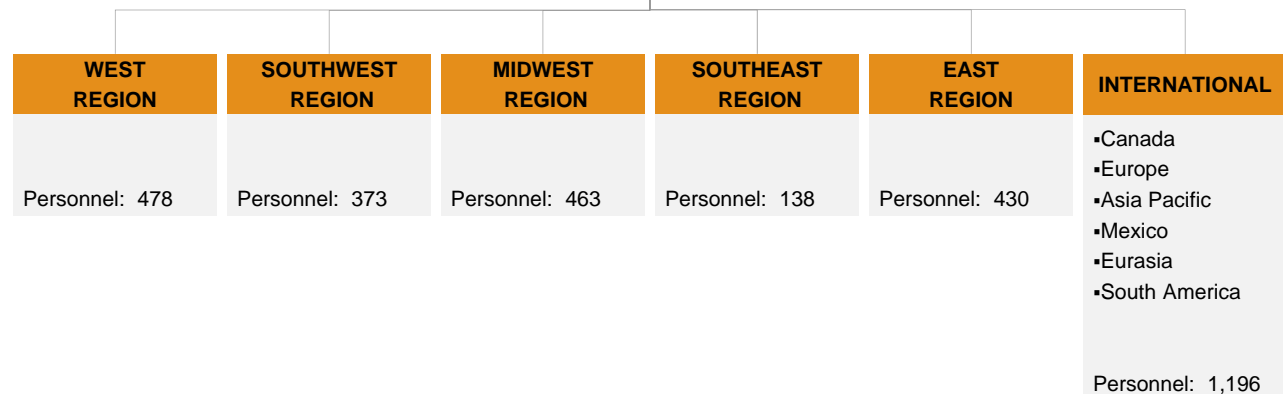 WEST
REGION
Personnel: 478
SOUTHWEST
REGION
Personnel: 373
MIDWEST
REGION
Personnel: 463
SOUTHEAST
REGION
Personnel: 138
EAST
REGION
Personnel: 430
INTERNATIONAL
▪Canada
▪Europe
▪Asia Pacific
▪Mexico
▪Eurasia
▪South America
Personnel: 1,196